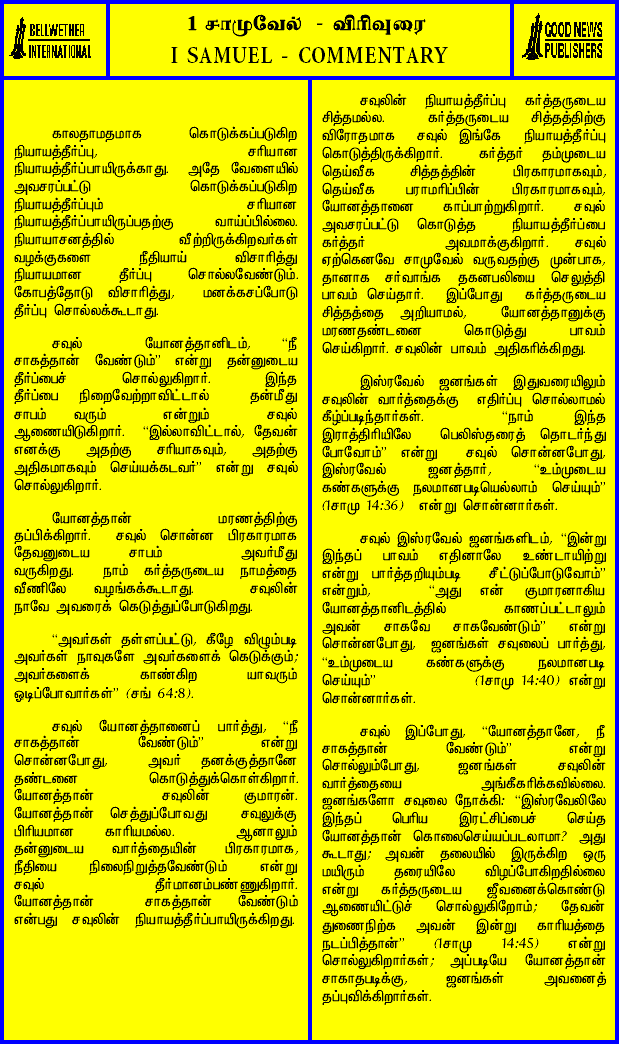 BELLWETHER
INTERNATIONAL
1 சாமுவேல் - விரிவுரை
I SAMUEL - COMMENTARY
GOOD NEWS
PUBLISHERS
காலதாமதமாக கொடுக்கப்படுகிற
நியாயத்தீர்ப்பு, சரியான
நியாயத்தீர்ப்பாயிருக்காது. அதே வேளையில்
அவசரப்பட்டு கொடுக்கப்படுகிற
நியாயத்தீர்ப்பும் சரியான
நியாயத்தீர்ப்பாயிருப்பதற்கு வாய்ப்பில்லை.
நியாயாசனத்தில் வீற்றிருக்கிறவர்கள்
வழக்குகளை நீதியாய் விசாரித்து
நியாயமான தீர்ப்பு சொல்லவேண்டும்.
கோபத்தோடு விசாரித்து, மனக்கசப்போடு
தீர்ப்பு சொல்லக்கூடாது.
சவுல் யோனத்தானிடம், “நீ
சாகத்தான் வேண்டும்” என்று தன்னுடைய
தீர்ப்பைச் சொல்லுகிறார். இந்த
தீர்ப்பை நிறைவேற்றாவிட்டால் தன்மீது
சாபம் வரும் என்றும் சவுல்
ஆணையிடுகிறார். “இல்லாவிட்டால், தேவன்
எனக்கு அதற்கு சரியாகவும், அதற்கு
அதிகமாகவும் செய்யக்கடவர்” என்று சவுல்
சொல்லுகிறார்.
யோனத்தான் மரணத்திற்கு
தப்பிக்கிறார். சவுல் சொன்ன பிரகாரமாக
தேவனுடைய சாபம் அவர்மீது
வருகிறது. நாம் கர்த்தருடைய நாமத்தை
வீணிலே வழங்கக்கூடாது. சவுலின்
நாவே அவரைக் கெடுத்துப்போடுகிறது.
“அவர்கள் தள்ளப்பட்டு, கீழே விழும்படி
அவர்கள் நாவுகளே அவர்களைக் கெடுக்கும்;
அவர்களைக் காண்கிற யாவரும்
ஓடிப்போவார்கள்” (சங் 64:8).
சவுல் யோனத்தானைப் பார்த்து, “நீ
சாகத்தான் வேண்டும்” என்று
சொன்னபோது, அவர் தனக்குத்தானே
தண்டனை கொடுத்துக்கொள்கிறார்.
யோனத்தான் சவுலின் குமாரன்.
யோனத்தான் செத்துப்போவது சவுலுக்கு
பிரியமான காரியமல்ல. ஆனாலும்
தன்னுடைய வார்த்தையின் பிரகாரமாக,
நீதியை நிலைநிறுத்தவேண்டும் என்று
சவுல் தீர்மானம்பண்ணுகிறார்.
யோனத்தான் சாகத்தான் வேண்டும்
என்பது சவுலின் நியாயத்தீர்ப்பாயிருக்கிறது.
சவுலின் நியாயத்தீர்ப்பு கர்த்தருடைய
சித்தமல்ல. கர்த்தருடைய சித்தத்திற்கு
விரோதமாக சவுல் இங்கே நியாயத்தீர்ப்பு
கொடுத்திருக்கிறார். கர்த்தர் தம்முடைய
தெய்வீக சித்தத்தின் பிரகாரமாகவும்,
தெய்வீக பராமரிப்பின் பிரகாரமாகவும்,
யோனத்தானை காப்பாற்றுகிறார். சவுல்
அவசரப்பட்டு கொடுத்த நியாயத்தீர்ப்பை
கர்த்தர் அவமாக்குகிறார். சவுல்
ஏற்கெனவே சாமுவேல் வருவதற்கு முன்பாக,
தானாக சர்வாங்க தகனபலியை செலுத்தி
பாவம் செய்தார். இப்போது கர்த்தருடைய
சித்தத்தை அறியாமல், யோனத்தானுக்கு
மரணதண்டனை கொடுத்து பாவம்
செய்கிறார். சவுலின் பாவம் அதிகரிக்கிறது.
இஸ்ரவேல் ஜனங்கள் இதுவரையிலும்
சவுலின் வார்த்தைக்கு எதிர்ப்பு சொல்லாமல்
கீழ்ப்படிந்தார்கள். “நாம் இந்த
இராத்திரியிலே பெலிஸ்தரைத் தொடர்ந்து
போவோம்” என்று சவுல் சொன்னபோது,
இஸ்ரவேல் ஜனத்தார், “உம்முடைய
கண்களுக்கு நலமானபடியெல்லாம் செய்யும்”
(1சாமு 14:36) என்று சொன்னார்கள்.
சவுல் இஸ்ரவேல் ஜனங்களிடம், “இன்று
இந்தப் பாவம் எதினாலே உண்டாயிற்று
என்று பார்த்தறியும்படி சீட்டுப்போடுவோம்”
என்றும், “அது என் குமாரனாகிய
யோனத்தானிடத்தில் காணப்பட்டாலும்
அவன் சாகவே சாகவேண்டும்” என்று
சொன்னபோது, ஜனங்கள் சவுலைப் பார்த்து,
“உம்முடைய கண்களுக்கு நலமானபடி
செய்யும்” (1சாமு 14:40) என்று
சொன்னார்கள்.
சவுல் இப்போது, “யோனத்தானே, நீ
சாகத்தான் வேண்டும்” என்று
சொல்லும்போது, ஜனங்கள் சவுலின்
வார்த்தையை அங்கீகரிக்கவில்லை.
ஜனங்களோ சவுலை நோக்கி: “இஸ்ரவேலிலே
இந்தப் பெரிய இரட்சிப்பைச் செய்த
யோனத்தான் கொலைசெய்யப்படலாமா? அது
கூடாது; அவன் தலையில் இருக்கிற ஒரு
மயிரும் தரையிலே விழப்போகிறதில்லை
என்று கர்த்தருடைய ஜீவனைக்கொண்டு
ஆணையிட்டுச் சொல்லுகிறோம்; தேவன்
துணைநிற்க அவன் இன்று காரியத்தை
நடப்பித்தான்” (1சாமு 14:45) என்று
சொல்லுகிறார்கள்; அப்படியே யோனத்தான்
சாகாதபடிக்கு, ஜனங்கள் அவனைத்
தப்புவிக்கிறார்கள்.